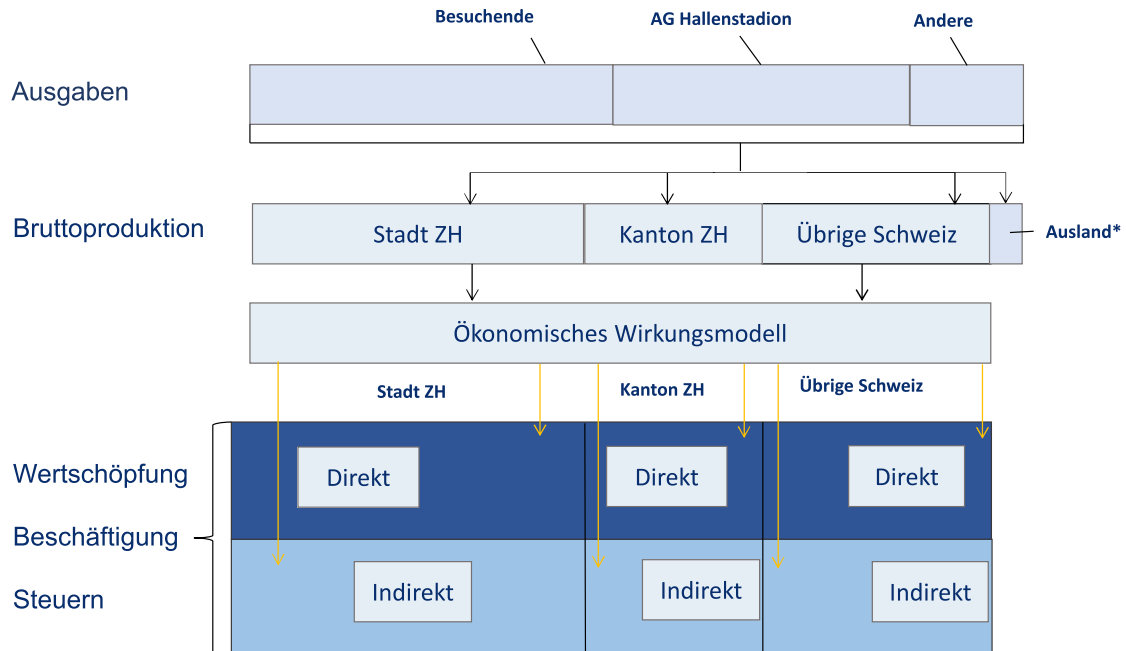 Besuchende
AG Hallenstadion
Andere
Ausgaben
Bruttoproduktion
Stadt ZH
Kanton ZH
Übrige Schweiz
Ausland*
Ökonomisches Wirkungsmodell
Stadt ZH
Kanton ZH
Übrige Schweiz
Wertschöpfung
Direkt
Direkt
Direkt
Beschäftigung
Steuern
Indirekt
Indirekt
Indirekt